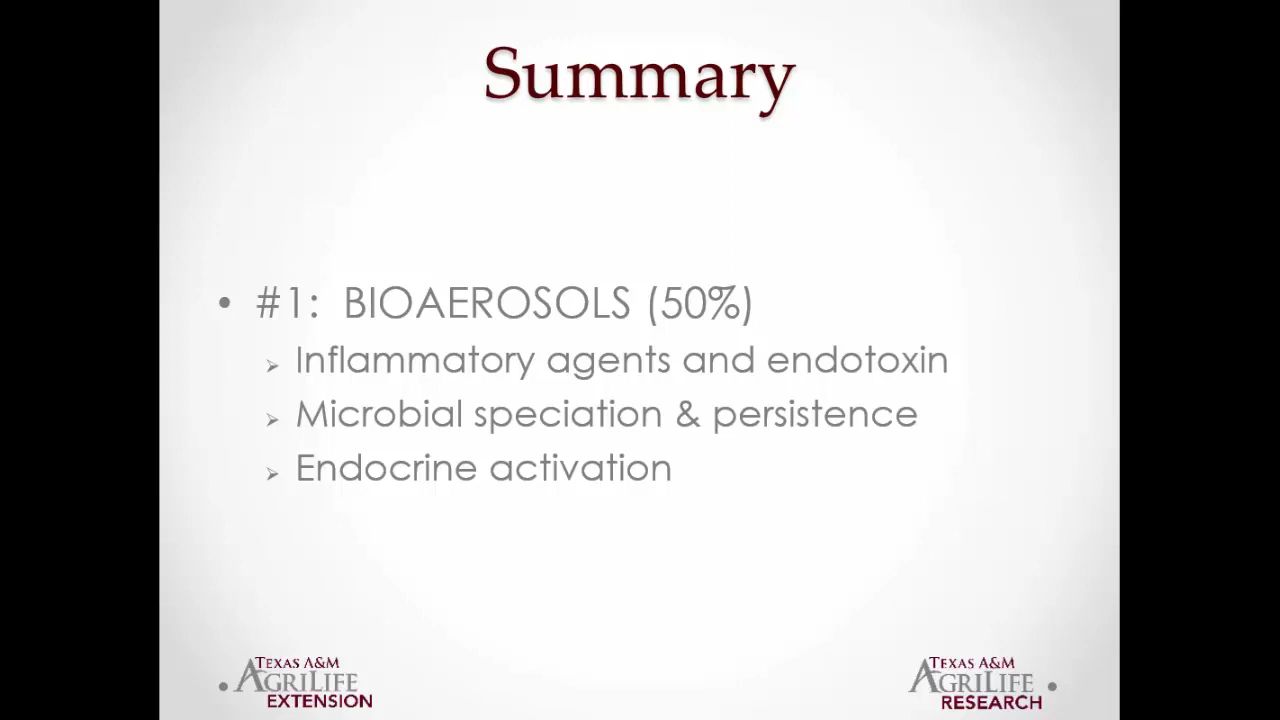 Summary
• #1: BIOAEROSOLS (50%)
➢ Inflammatory agents and endotoxin
➢ Microbial speciation & persistence
➢ Endocrine activation
TEXAS A&M
AGRILIFE
EXTENSION
TEXAS A&M
AGRILIFE
RESEARCH